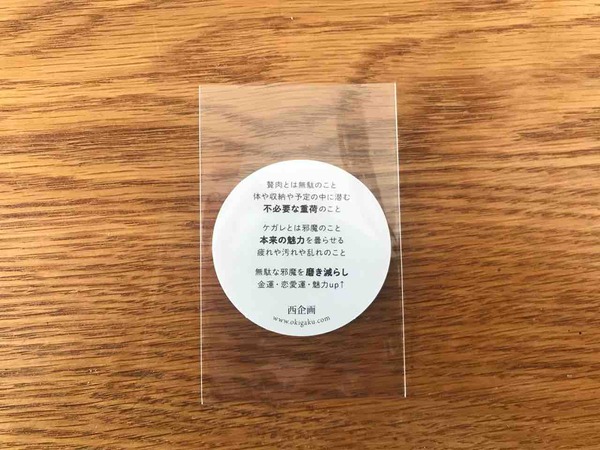 贅肉とは無駄のこと
体や収納や予定の中に潜む
不必要な重荷のこと
ケガレとは邪魔のこと
本来の魅力を曇らせる
疲れや汚れや乱れのこと
無駄な邪魔を磨き減らし
金運・恋愛運・魅力up↑
西企画
www.okigaku.com